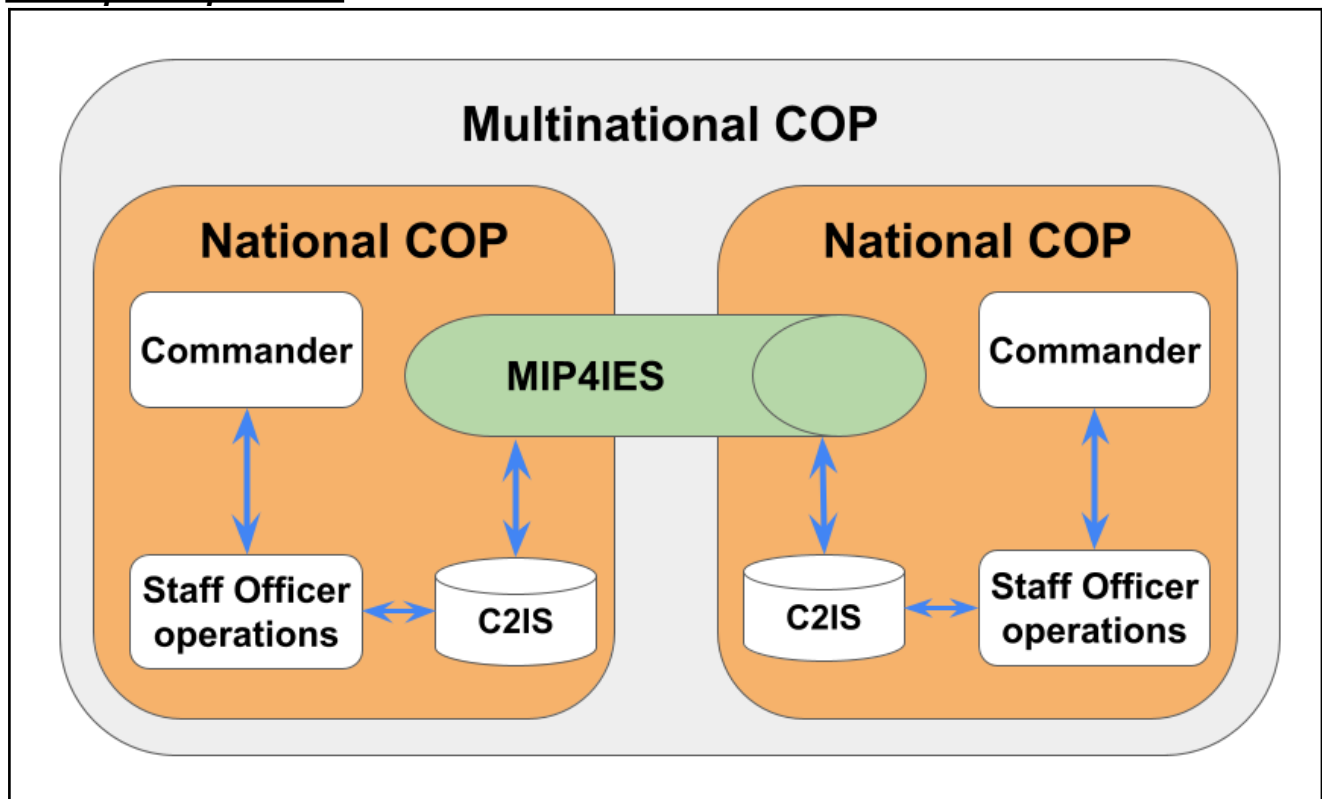 Multinational COP
National COP
National COP
Commander
Commander
MIP4IES
Staff Officer
operations
C2IS
C2IS
Staff Officer
operations